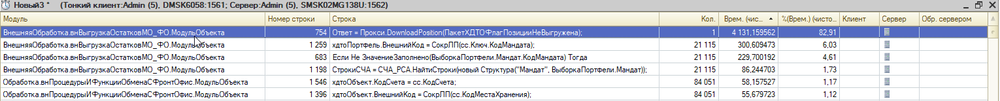 Новый3 * (Тонкий клиент:Admin (5), DMSK6058:1561; Сервер:Admin (5), SMSK02MG138U:1562)
Модуль Номер строки Строка Кол. Врем. (чис... %(Врем.) (чисто... Клиент Сервер Обр. сервером
ВнешняяОбработка.внВыгрузкаОстатковМО_ФО.МодульОбъекта 754 Ответ = Прокси.DownloadPosition(ПакетХДТОФлагПозицииНеВыгружена); 1 4 131,159562 82,91
ВнешняяОбработка.внВыгрузкаОстатковМО_ФО.МодульОбъекта 1 259 хдтоПортфель.ВнешнийКод = СокрЛП(сс.Ключ.КодМандата); 21 115 300,609473 6,03
ВнешняяОбработка.внВыгрузкаОстатковМО_ФО.МодульОбъекта 683 Если Не ЗначениеЗаполнено(ВыборкаПортфели.Мандат.КодМандата) Тогда 21 115 229,700192 4,61
ВнешняяОбработка.внВыгрузкаОстатковМО_ФО.МодульОбъекта 1 198 СтрокиСЧА = СЧА_РСА.НайтиСтроки(новый Структура("Мандат", ВыборкаПортфели.Мандат)); 21 115 86,244703 1,73
Обработка.внПроцедурыИФункцииОбменаСФронтОфис.МодульОбъекта 1 546 хдтоОбъект.КодСчета = сс.КодСчета; 84 051 58,157527 1,17
Обработка.внПроцедурыИФункцииОбменаСФронтОфис.МодульОбъекта 1 396 хдтоОбъект.ВнешнийКод = СокрЛП(сс.КодМестаХранения); 84 051 55,679723 1,12